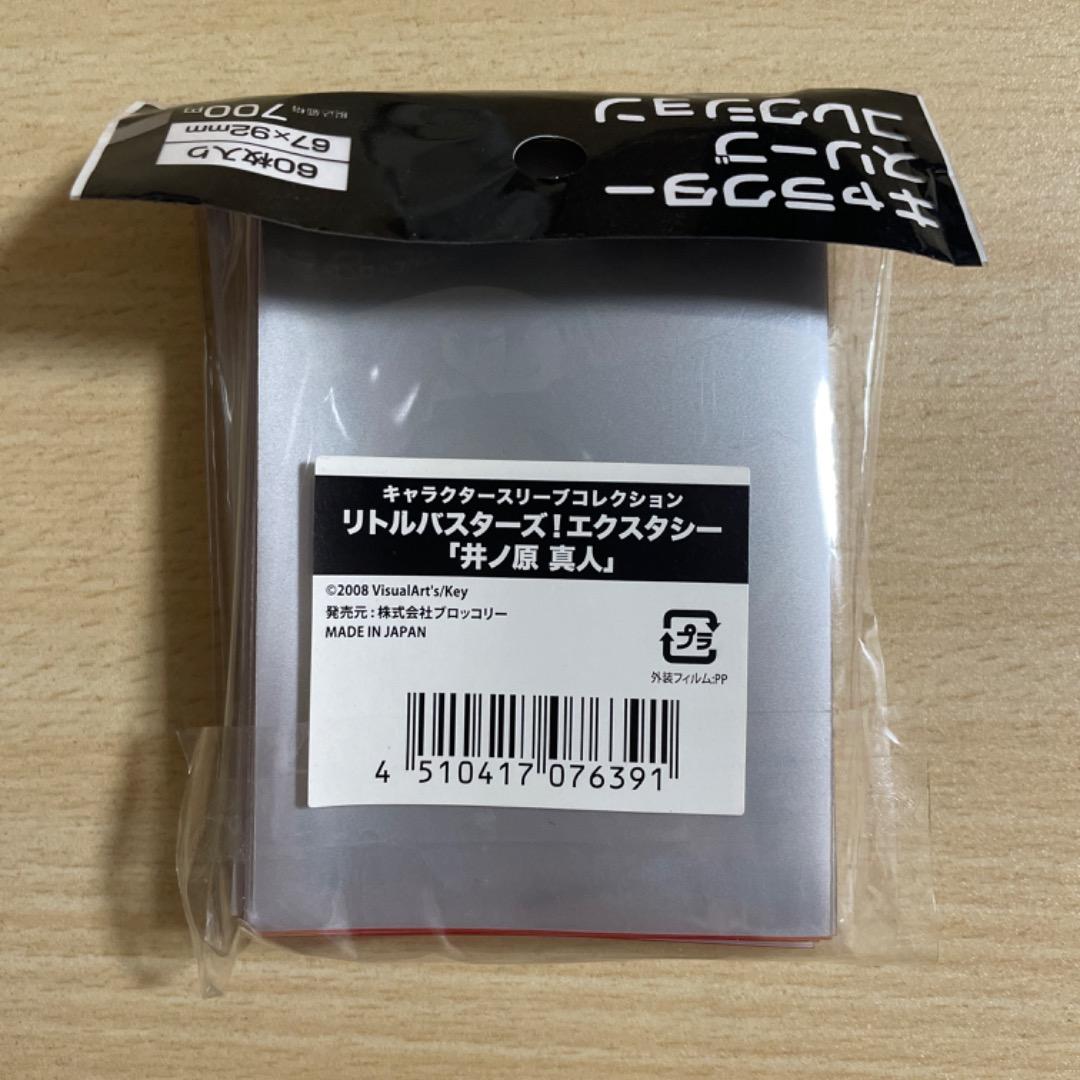 キャラクター
スリーブ
コレクション
60枚入り
67×92mm
700円
キャラクタースリーブコレクション
リトルバスターズ！エクスタシー
「井ノ原 真人」
©2008 VisualArt's/Key
発売元：株式会社ブロッコリー
MADE IN JAPAN
プラ
外装フィルム:PP
4 510417 076391